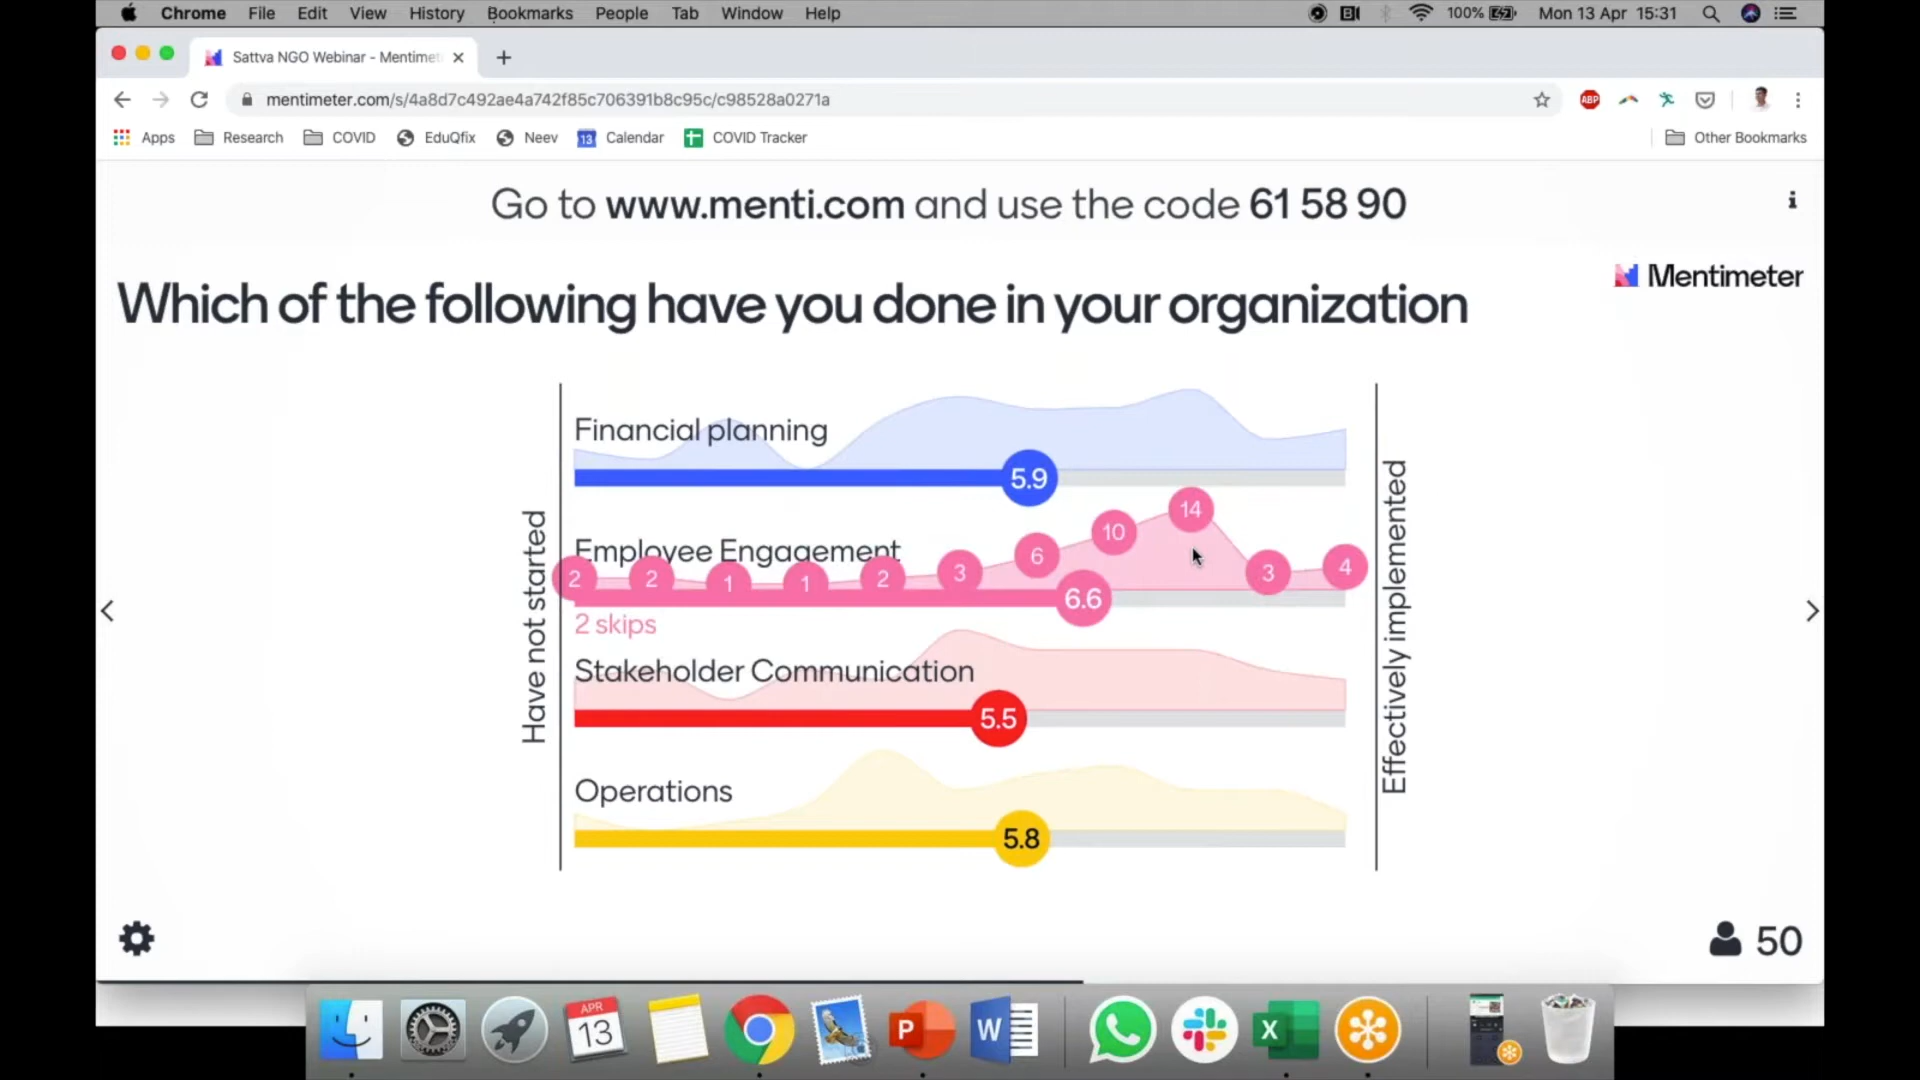 Chrome File Edit View History Bookmarks People Tab Window Help 100% Mon 13 Apr 15:31
Sattva NGO Webinar - Mentimet
mentimeter.com/s/4a8d7c492ae4a742f85c706391b8c95c/c98528a0271a ABP
Apps Research COVID EduQfix Neev 13 Calendar COVID Tracker Other Bookmarks
Go to www.menti.com and use the code 61 58 90
Mentimeter
Which of the following have you done in your organization
Have not started
Effectively implemented
Financial planning
5.9
Employee Engagement
2 2 1 1 2 3 6 10 14 3 4
6.6
2 skips
Stakeholder Communication
5.5
Operations
5.8
50
APR
13
P
W
X